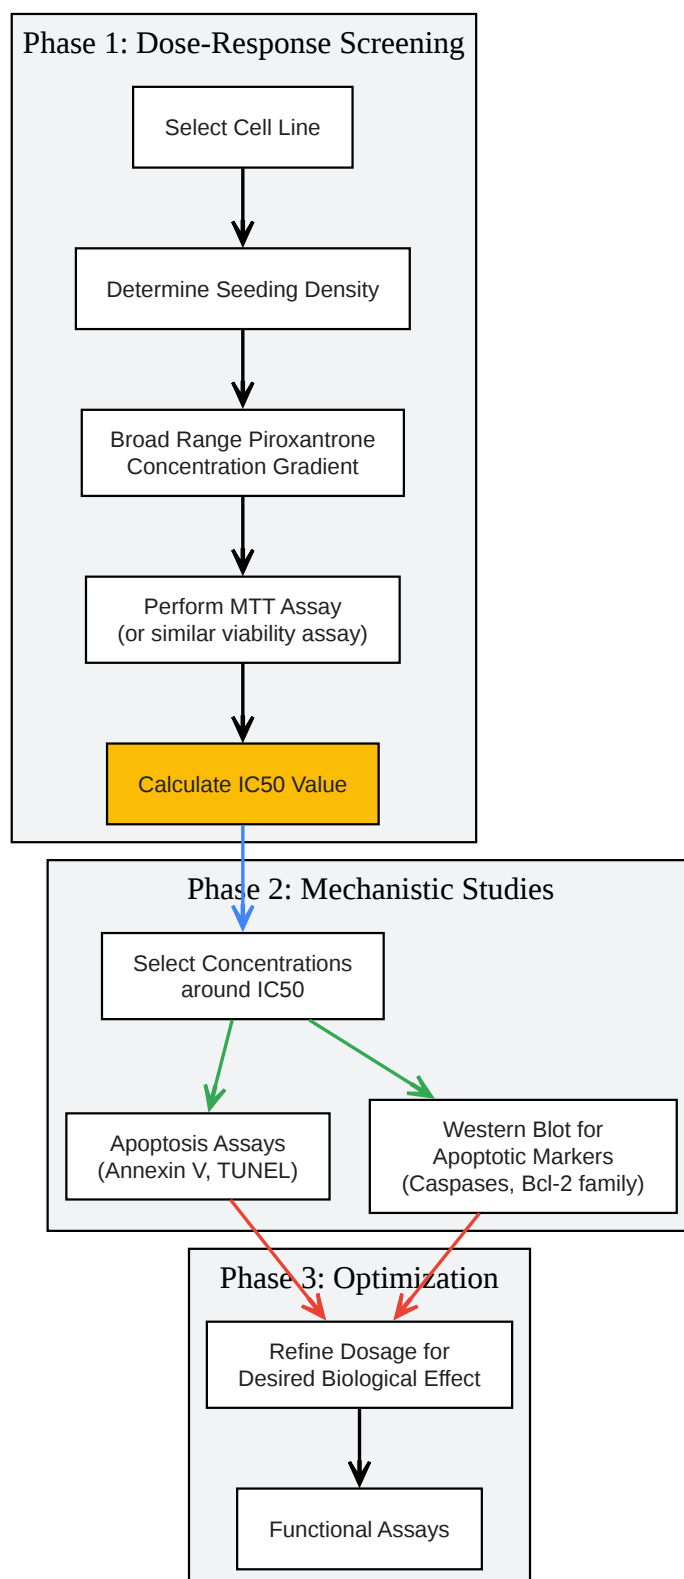 Phase 1: Dose-Response Screening
Select Cell Line
Determine Seeding Density
Broad Range Piroxantrone
Concentration Gradient
Perform MTT Assay
(or similar viability assay)
Calculate IC50 Value
Phase 2: Mechanistic Studies
Select Concentrations
around IC50
Apoptosis Assays
(Annexin V, TUNEL)
Western Blot for
Apoptotic Markers
(Caspases, Bcl-2 family)
Phase 3: Optimization
Refine Dosage for
Desired Biological Effect
Functional Assays